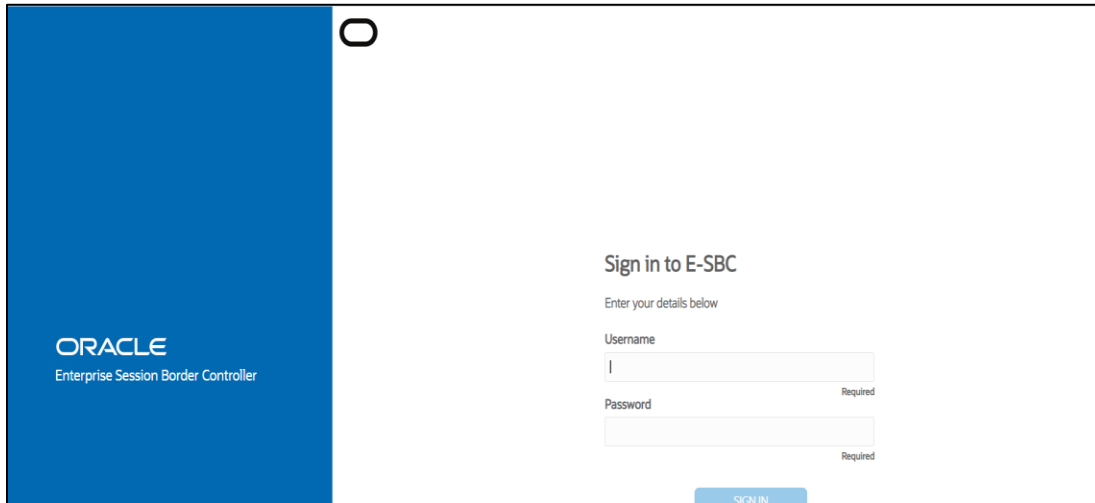 ORACLE
Enterprise Session Border Controller
Sign in to E-SBC
Enter your details below
Username
Required
Password
Required
SIGN IN